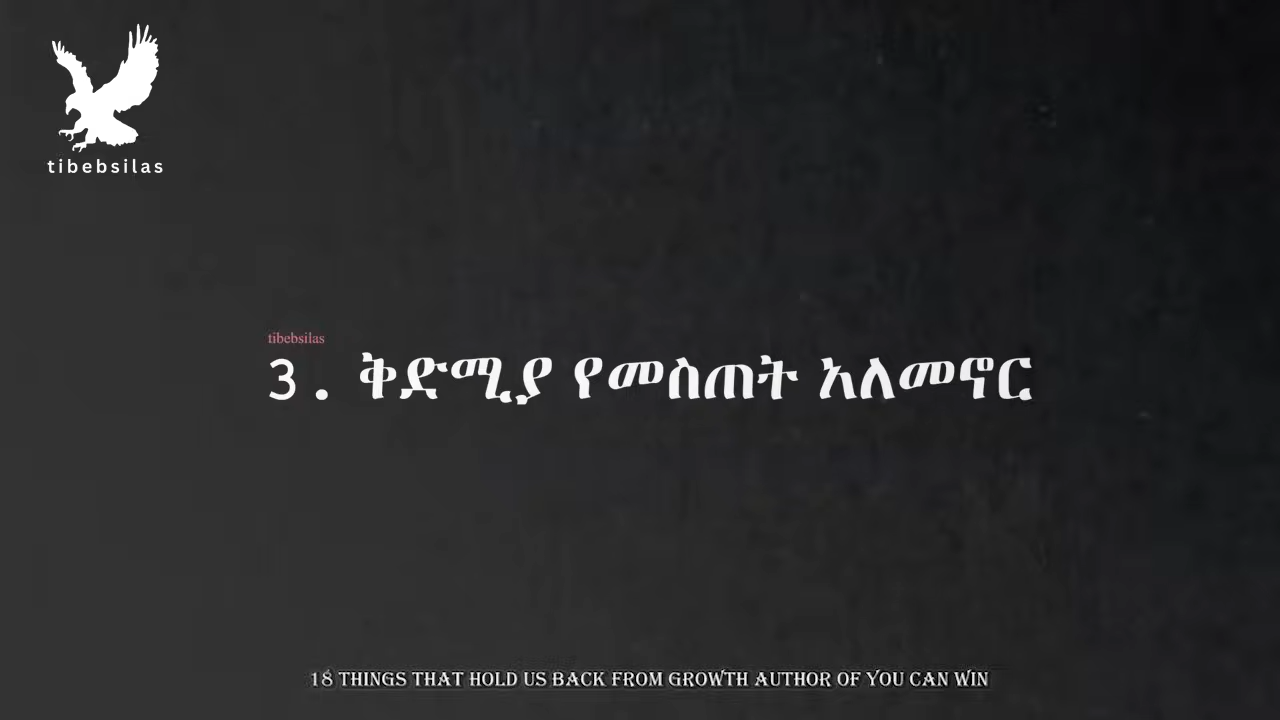 tibebsilas
tibebsilas
3. ቅድሚያ የመስጠት አለመኖር
18 THINGS THAT HOLD US BACK FROM GROWTH AUTHOR OF YOU CAN WIN